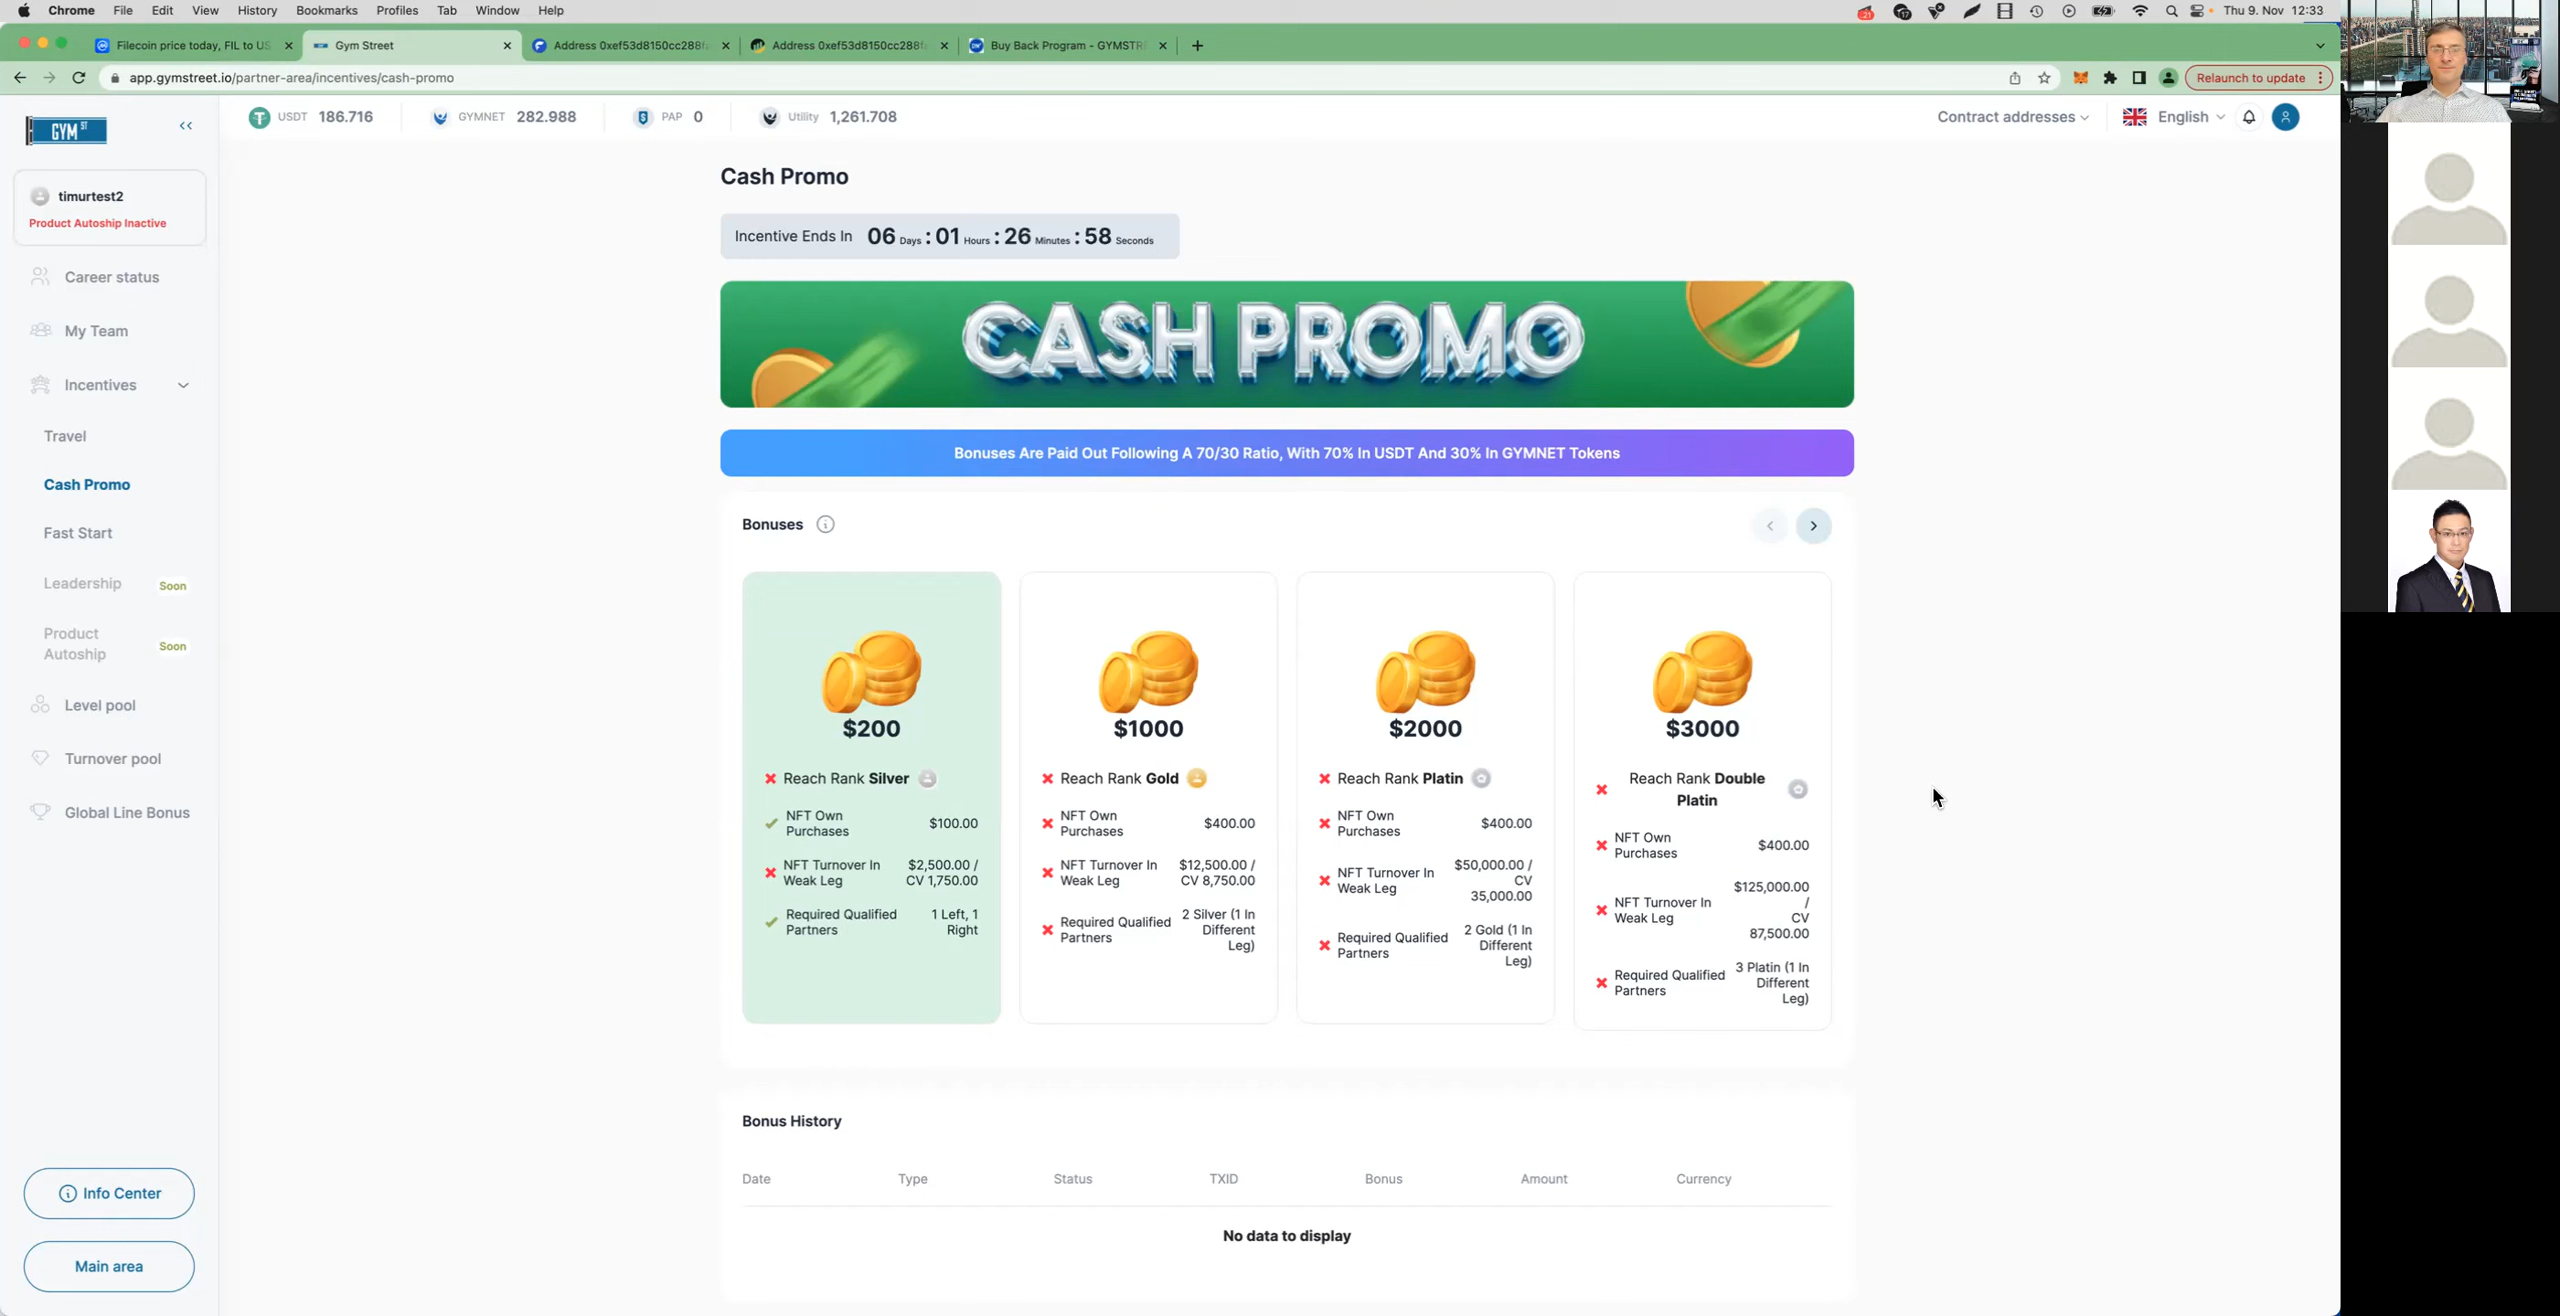 Chrome File Edit View History Bookmarks Profiles Tab Window Help
21
17
Thu 9. Nov 12:33
Filecoin price today, FIL to US
Gym Street
Address 0xef53d8150cc288f
Address 0xef53d8150cc288f
Buy Back Program - GYMSTR
app.gymstreet.io/partner-area/incentives/cash-promo
Relaunch to update
GYM ST
USDT 186.716
GYMNET 282.988
PAP 0
Utility 1,261.708
Contract addresses
English
timurtest2
Product Autoship Inactive
Career status
My Team
Incentives
Travel
Cash Promo
Fast Start
Leadership Soon
Product
Autoship
Soon
Level pool
Turnover pool
Global Line Bonus
Info Center
Main area
Cash Promo
Incentive Ends In 06 Days : 01 Hours : 26 Minutes : 58 Seconds
CASH PROMO
Bonuses Are Paid Out Following A 70/30 Ratio, With 70% In USDT And 30% In GYMNET Tokens
Bonuses
$200
Reach Rank Silver
NFT Own
Purchases
$100.00
NFT Turnover In
Weak Leg
$2,500.00 /
CV 1,750.00
Required Qualified
Partners
1 Left, 1
Right
$1000
Reach Rank Gold
NFT Own
Purchases
$400.00
NFT Turnover In
Weak Leg
$12,500.00 /
CV 8,750.00
Required Qualified
Partners
2 Silver (1 In
Different
Leg)
$2000
Reach Rank Platin
NFT Own
Purchases
$400.00
NFT Turnover In
Weak Leg
$50,000.00 /
CV
35,000.00
Required Qualified
Partners
2 Gold (1 In
Different
Leg)
$3000
Reach Rank Double
Platin
NFT Own
Purchases
$400.00
NFT Turnover In
Weak Leg
$125,000.00
/
CV
87,500.00
Required Qualified
Partners
3 Platin (1 In
Different
Leg)
Bonus History
Date Type Status TXID Bonus Amount Currency
No data to display